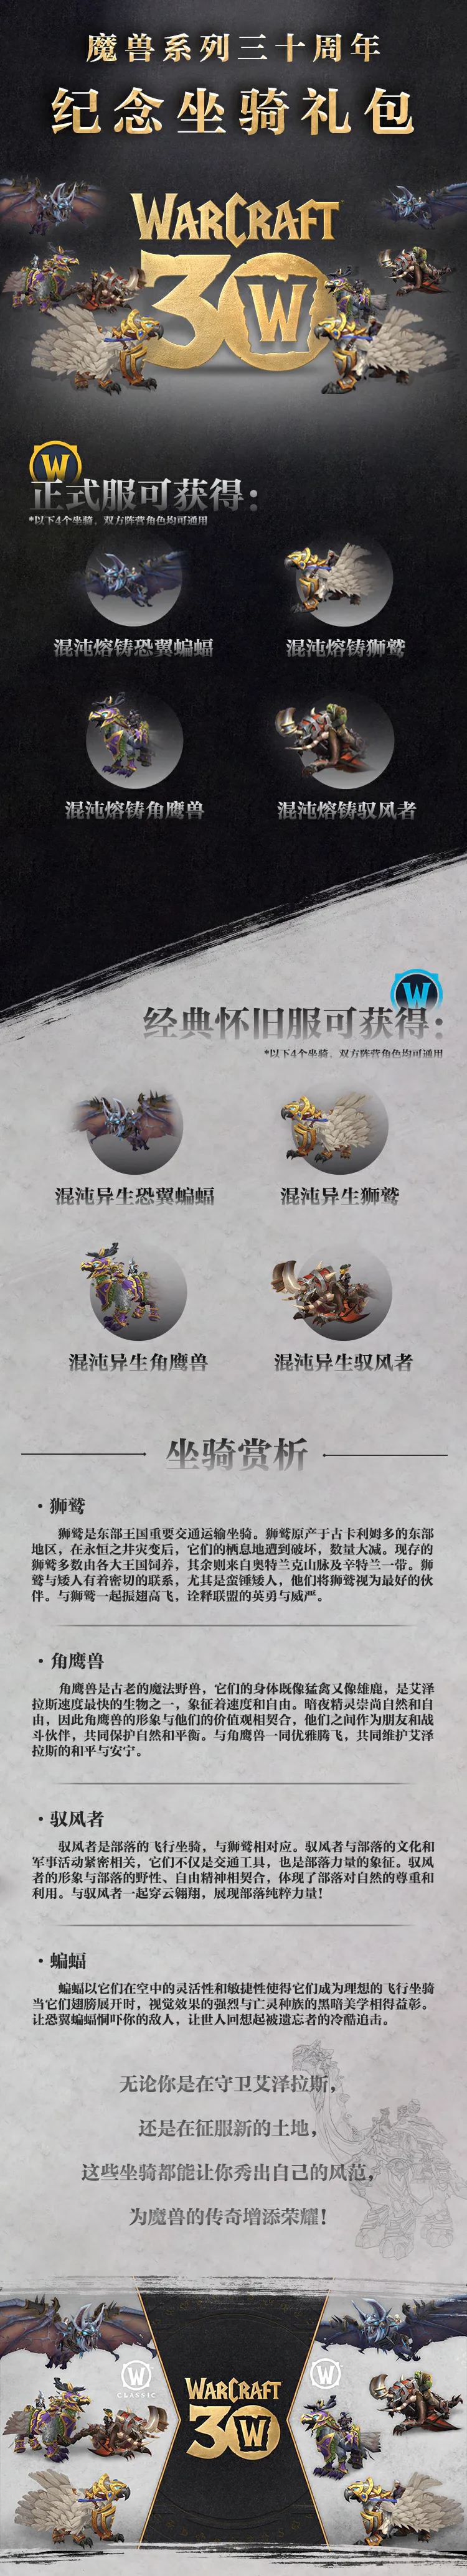 魔兽系列三十周年
纪念坐骑礼包
WARCRAFT
30
W
W
正式服可获得：
*以下4个坐骑，双方阵营角色均可通用
混沌熔铸恐翼蝙蝠
混沌熔铸狮鹫
混沌熔铸角鹰兽
混沌熔铸驭风者
W
经典怀旧服可获得：
*以下4个坐骑，双方阵营角色均可通用
混沌异生恐翼蝙蝠
混沌异生狮鹫
混沌异生角鹰兽
混沌异生驭风者
坐骑赏析
·狮鹫
狮鹫是东部王国重要交通运输坐骑。狮鹫原产于古卡利姆多的东部
地区，在永恒之井灾变后，它们的栖息地遭到破坏，数量大减。现存的
狮鹫多数由各大王国饲养，其余则来自奥特兰克山脉及辛特兰一带。狮
鹫与矮人有着密切的联系，尤其是蛮锤矮人，他们将狮鹫视为最好的伙
伴。与狮鹫一起振翅高飞，诠释联盟的英勇与威严。
·角鹰兽
角鹰兽是古老的魔法野兽，它们的身体既像猛禽又像雄鹿，是艾泽
拉斯速度最快的生物之一，象征着速度和自由。暗夜精灵崇尚自然和自
由，因此角鹰兽的形象与他们的价值观相契合，他们之间作为朋友和战
斗伙伴，共同保护自然和平衡。与角鹰兽一同优雅腾飞，共同维护艾泽
拉斯的和平与安宁。
·驭风者
驭风者是部落的飞行坐骑，与狮鹫相对应。驭风者与部落的文化和
军事活动紧密相关，它们不仅是交通工具，也是部落力量的象征。驭风
者的形象与部落的野性、自由精神相契合，体现了部落对自然的尊重和
利用。与驭风者一起穿云翱翔，展现部落纯粹力量！
·蝙蝠
蝙蝠以它们在空中的灵活性和敏捷性使得它们成为理想的飞行坐骑
当它们翅膀展开时，视觉效果的强烈与亡灵种族的黑暗美学相得益彰。
让恐翼蝙蝠恫吓你的敌人，让世人回想起被遗忘者的冷酷追击。
无论你是在守卫艾泽拉斯，
还是在征服新的土地，
这些坐骑都能让你秀出自己的风范，
为魔兽的传奇增添荣耀！
W
CLASSIC
WARCRAFT
30
W
W